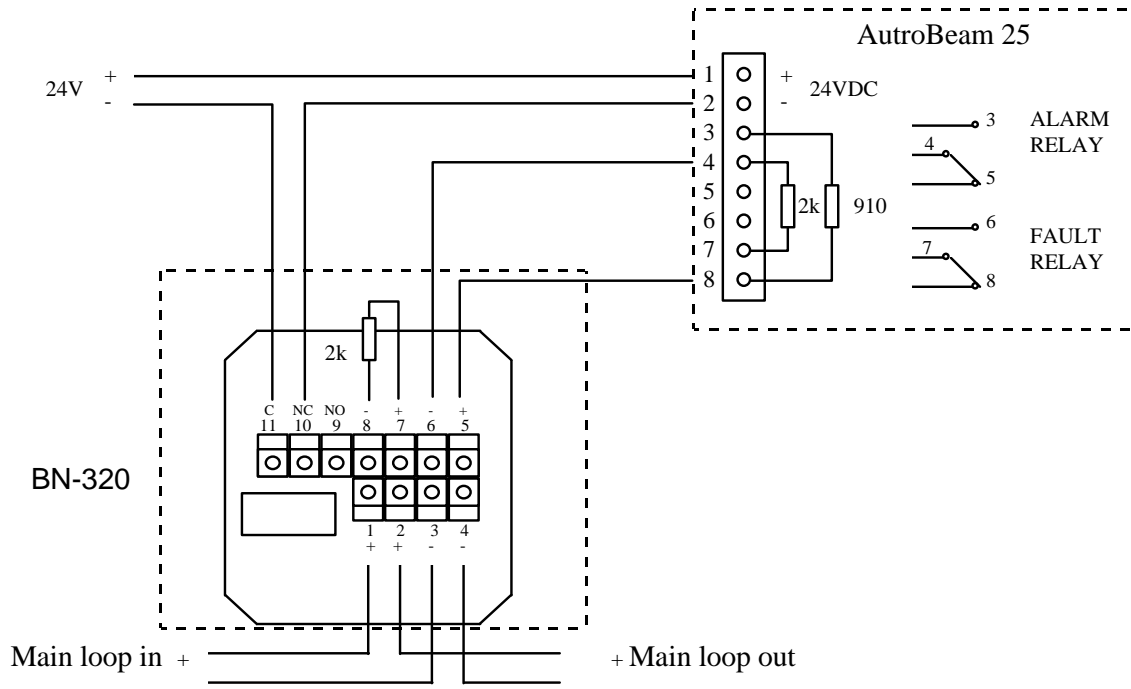 AutroBeam 25
24V + -
1 + 24VDC
2 -
3
4
5
6
7
8
2k 910
3 ALARM RELAY
4
5
6 FAULT RELAY
7
8
BN-320
2k
C NC NO - + - +
11 10 9 8 7 6 5
1 2 3 4
+ + - -
Main loop in +
+ Main loop out